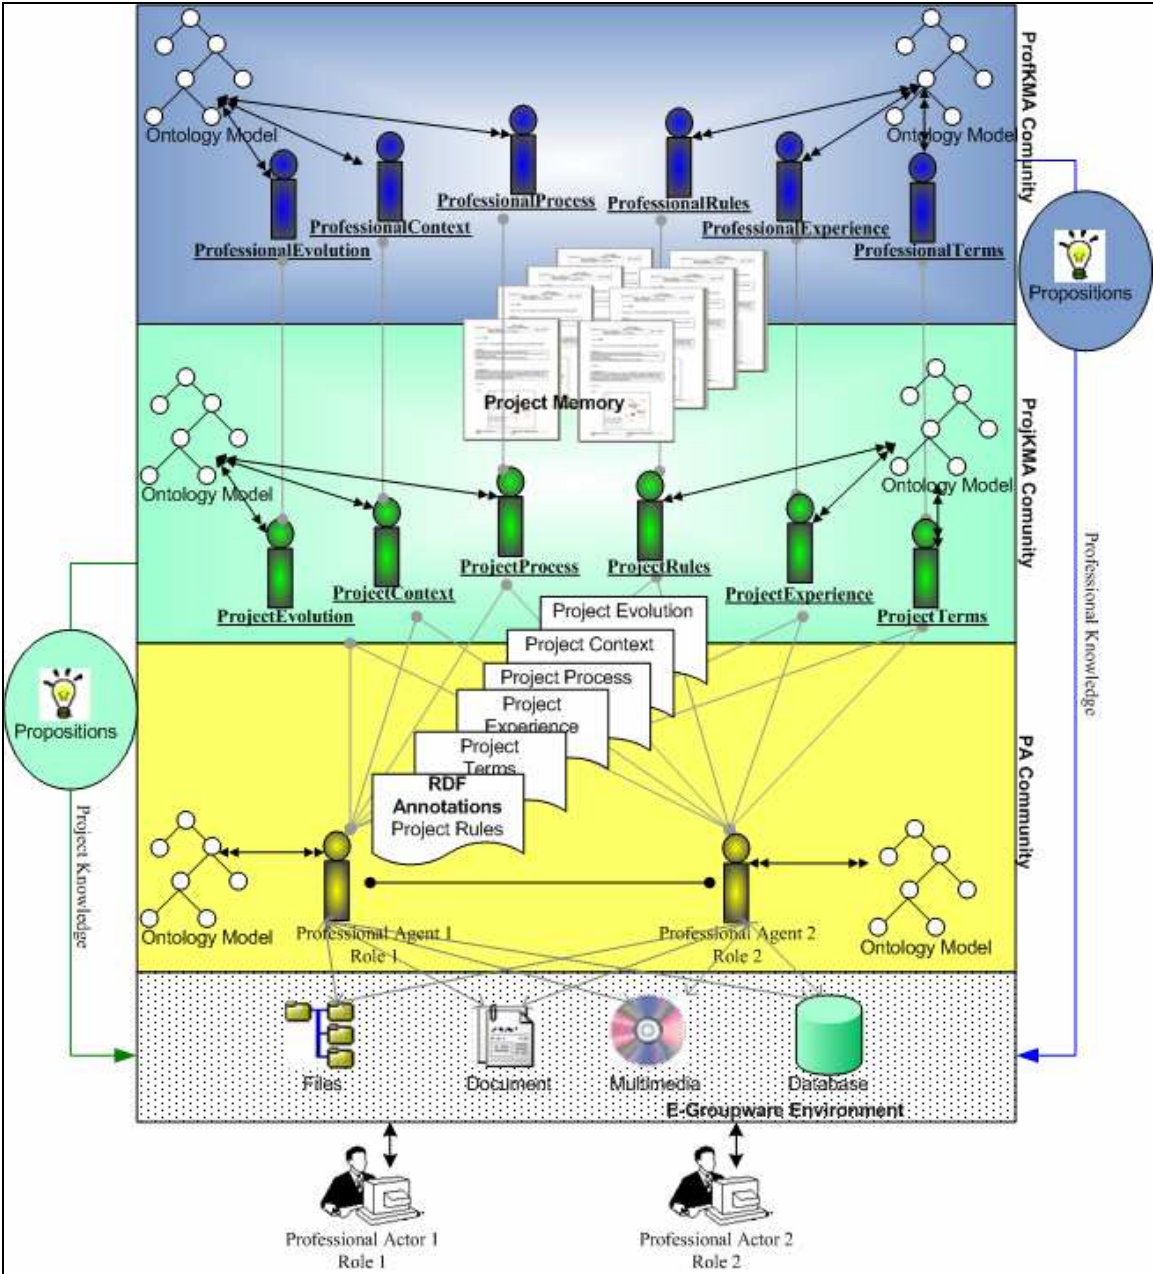 ProfKMA Comunity
Ontology Model
Ontology Model
ProfessionalProcess
ProfessionalRules
ProfessionalContext
ProfessionalExperience
ProfessionalEvolution
ProfessionalTerms
Propositions
Project Memory
ProjKMA Comunity
Ontology Model
Ontology Model
ProjectProcess
ProjectRules
ProjectContext
ProjectExperience
ProjectEvolution
ProjectTerms
Professional Knowledge
Project Evolution
Project Context
Project Process
Project
Experience
Project
Terms
RDF
Annotations
Project Rules
Propositions
Project Knowledge
PA Community
Ontology Model
Professional Agent 1
Role 1
Professional Agent 2
Role 2
Ontology Model
Files
Document
Multimedia
Database
E-Groupware Environment
Professional Actor 1
Role 1
Professional Actor 2
Role 2